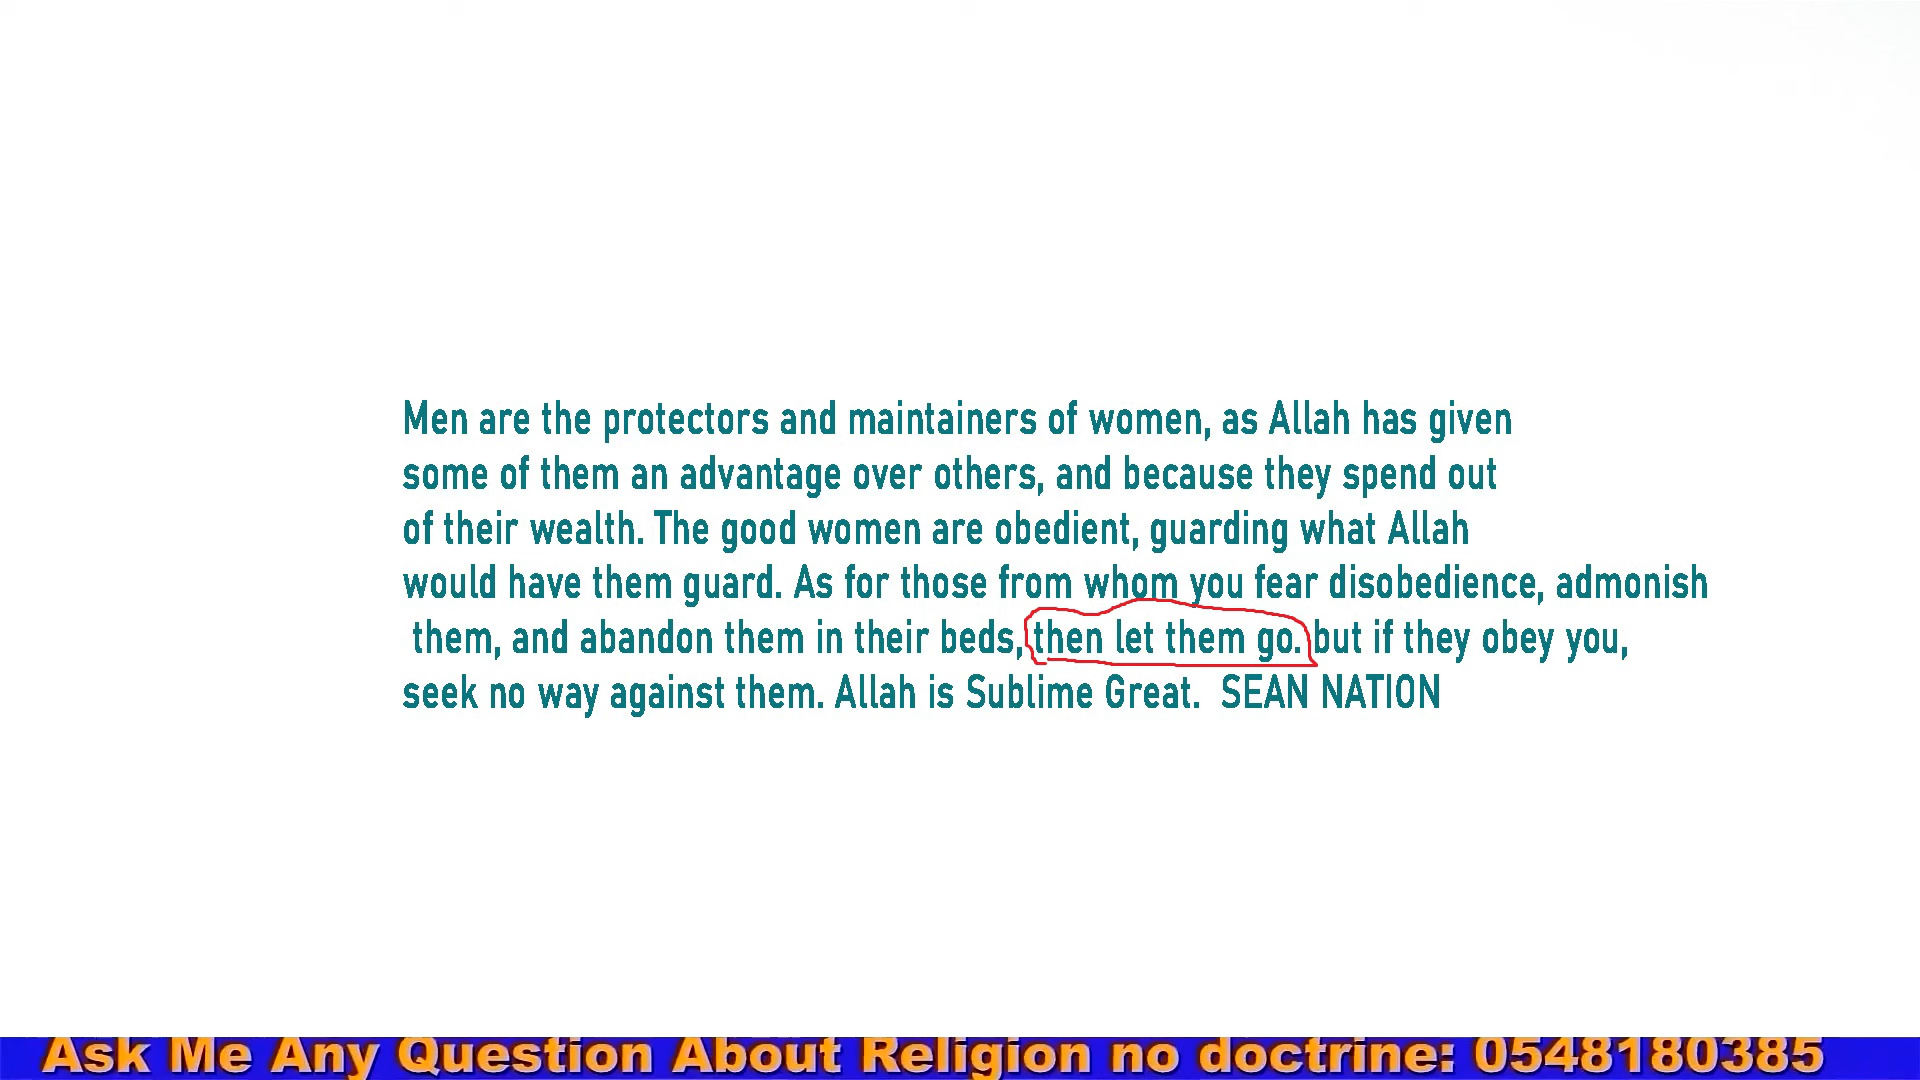 Men are the protectors and maintainers of women, as Allah has given
some of them an advantage over others, and because they spend out
of their wealth. The good women are obedient, guarding what Allah
would have them guard. As for those from whom you fear disobedience, admonish
them, and abandon them in their beds, then let them go. but if they obey you,
seek no way against them. Allah is Sublime Great. SEAN NATION
Ask Me Any Question About Religion no doctrine: 0548180385